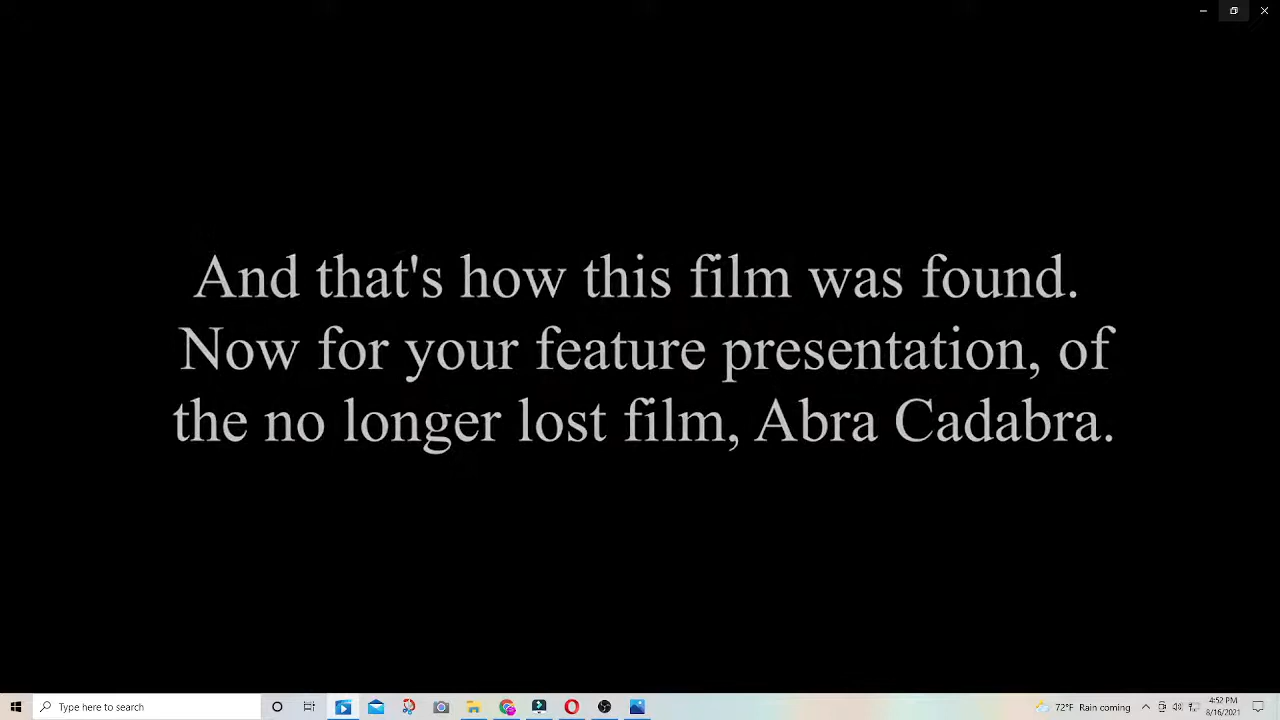 And that's how this film was found.
Now for your feature presentation, of
the no longer lost film, Abra Cadabra.
Type here to search
72°F Rain coming
4:52 PM
8/16/2021